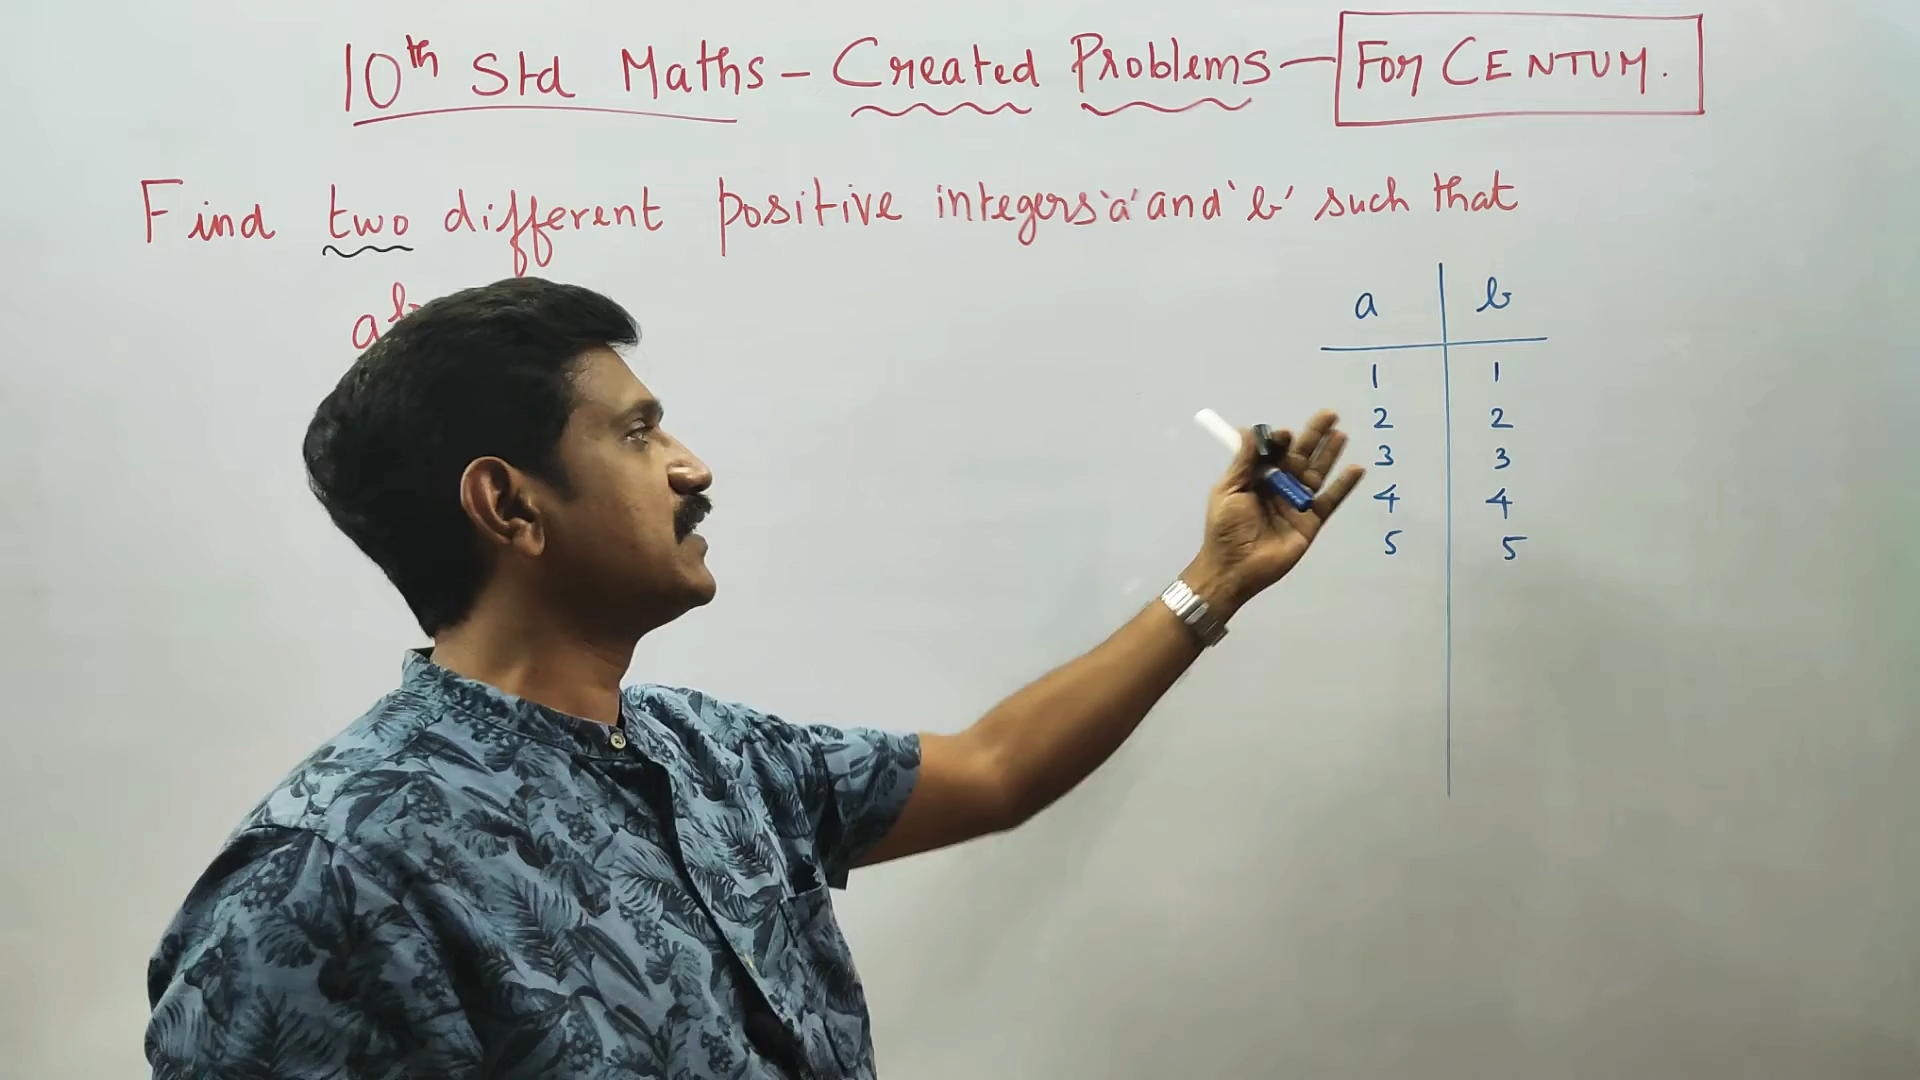 10th Std Maths - Created Problems - For CENTUM.
Find two different positive integers 'a' and 'b' such that
a b
a b
1 1
2 2
3 3
4 4
5 5